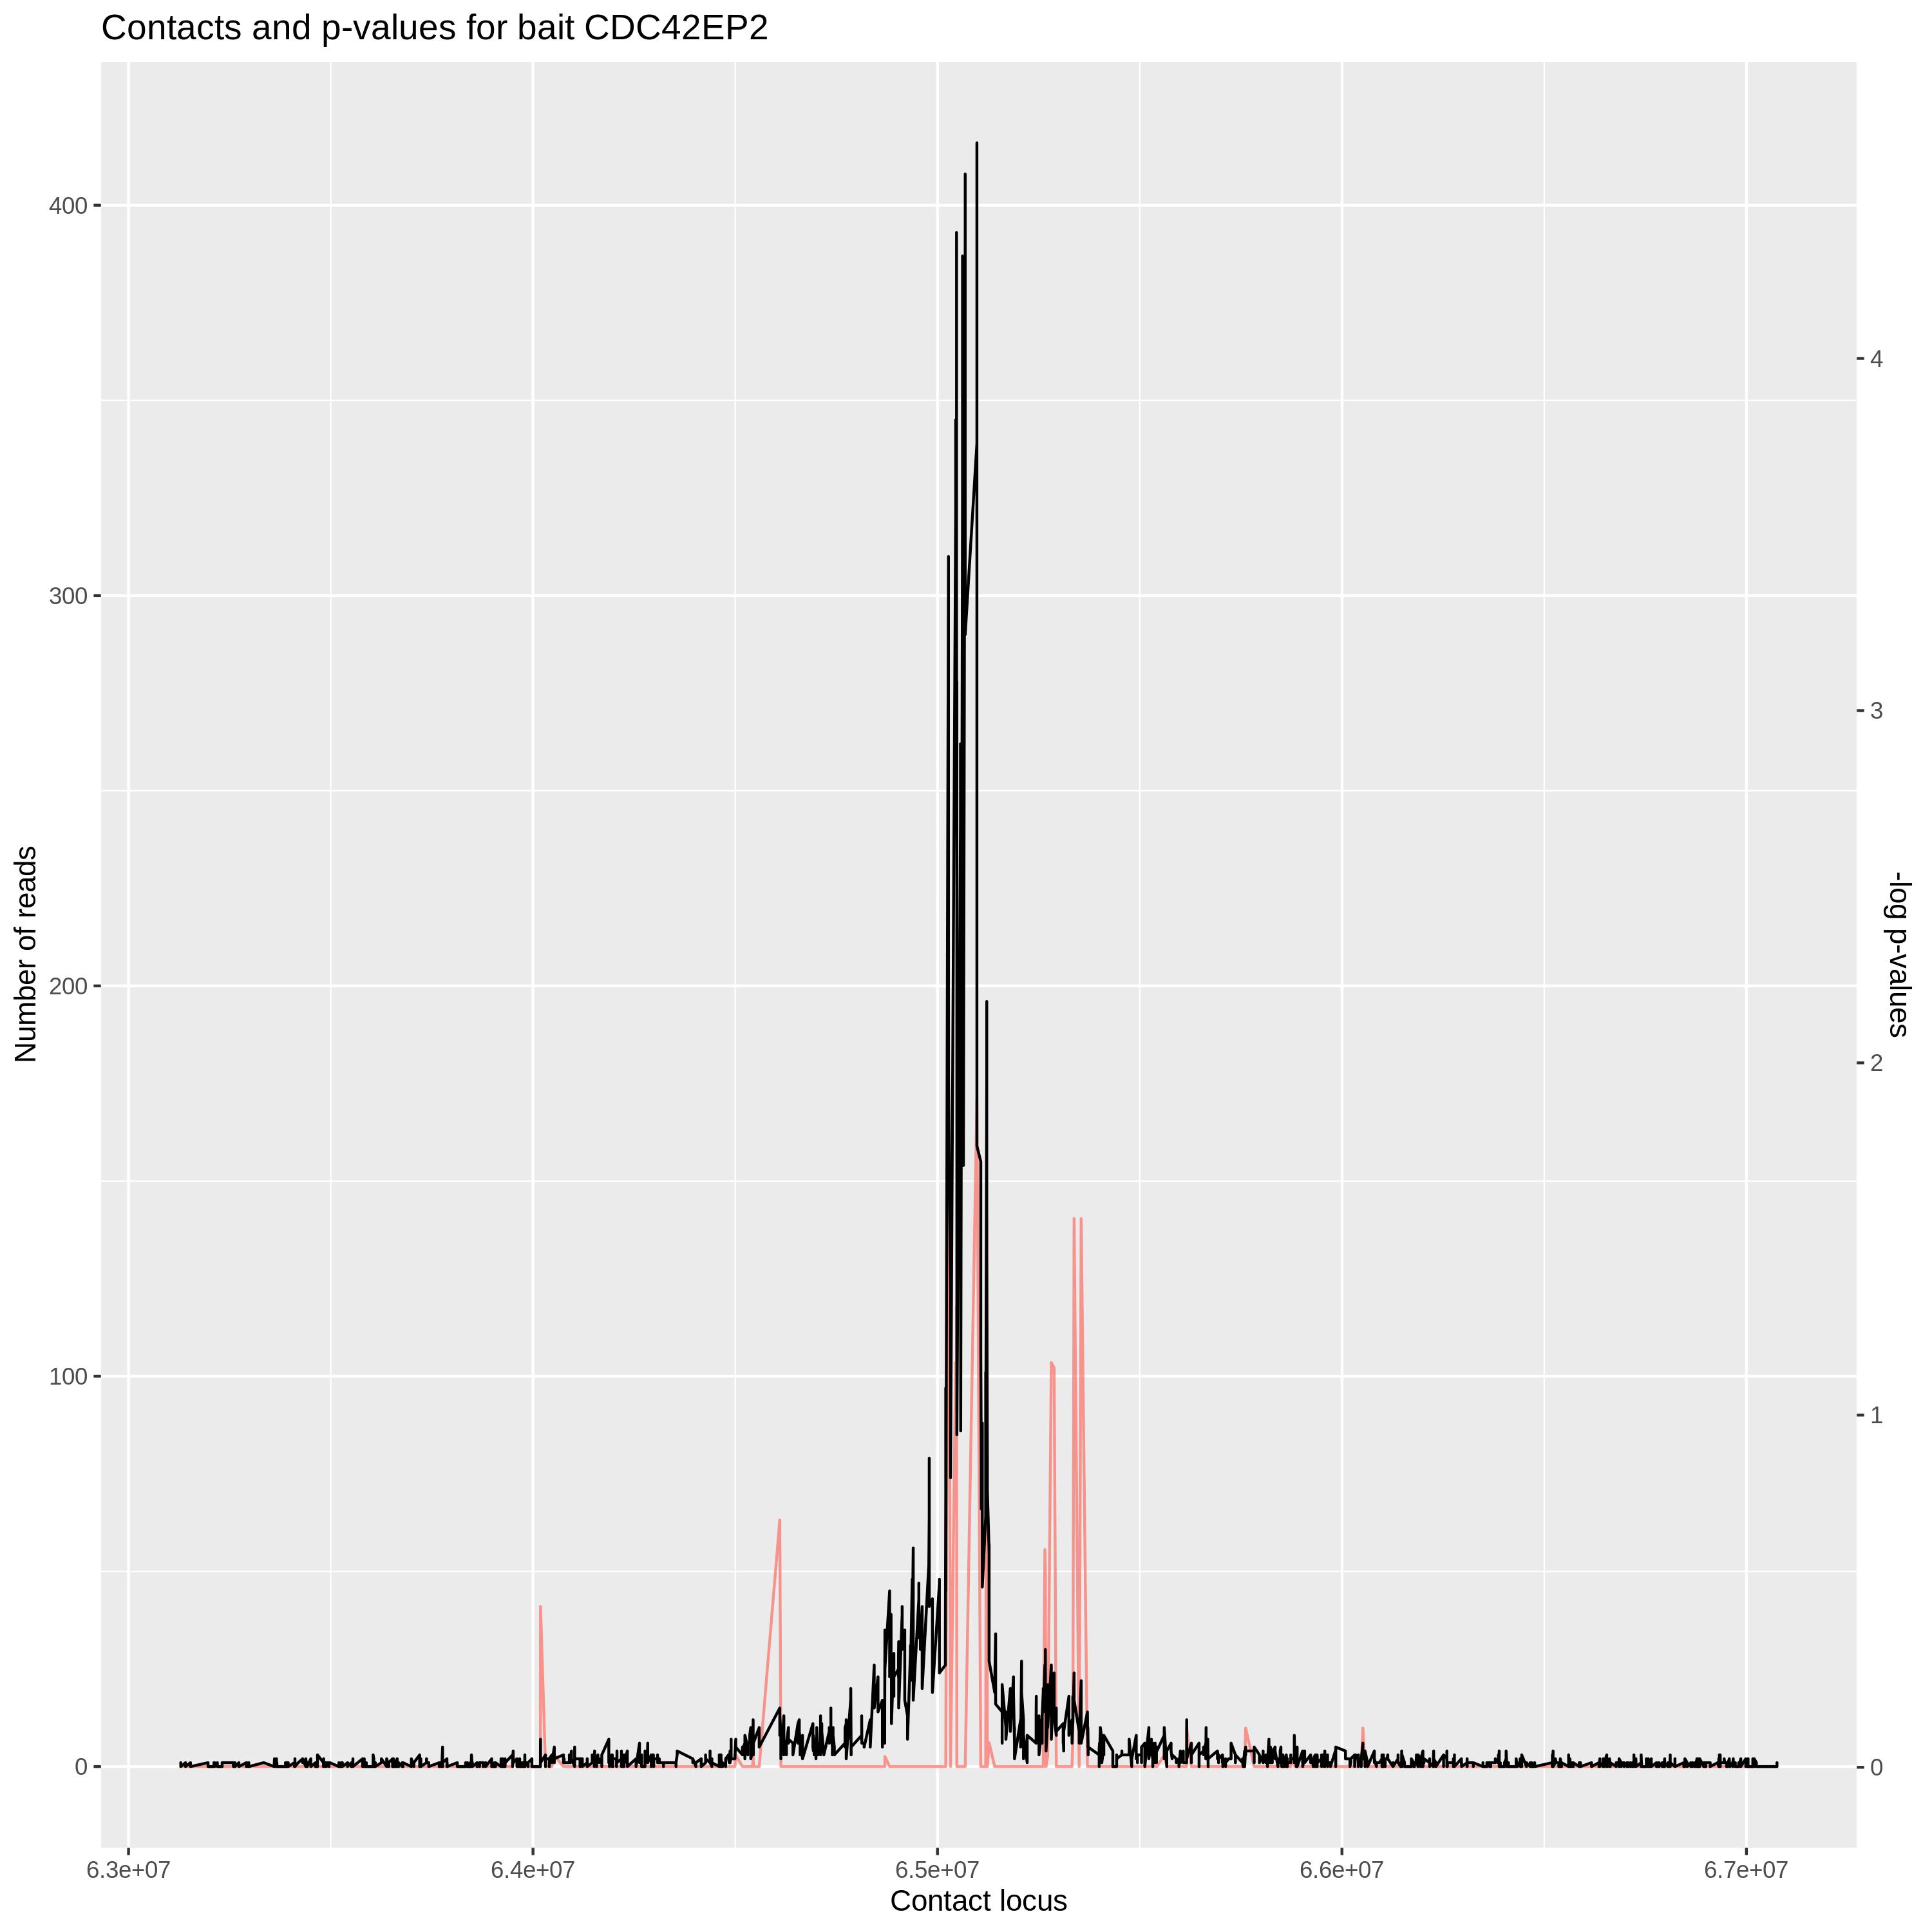 Contacts and p-values for bait CDC42EP2
400
300
200
100
0
Number of reads
4
3
2
1
0
-log p-values
6.3e+07 6.4e+07 6.5e+07 6.6e+07 6.7e+07
Contact locus